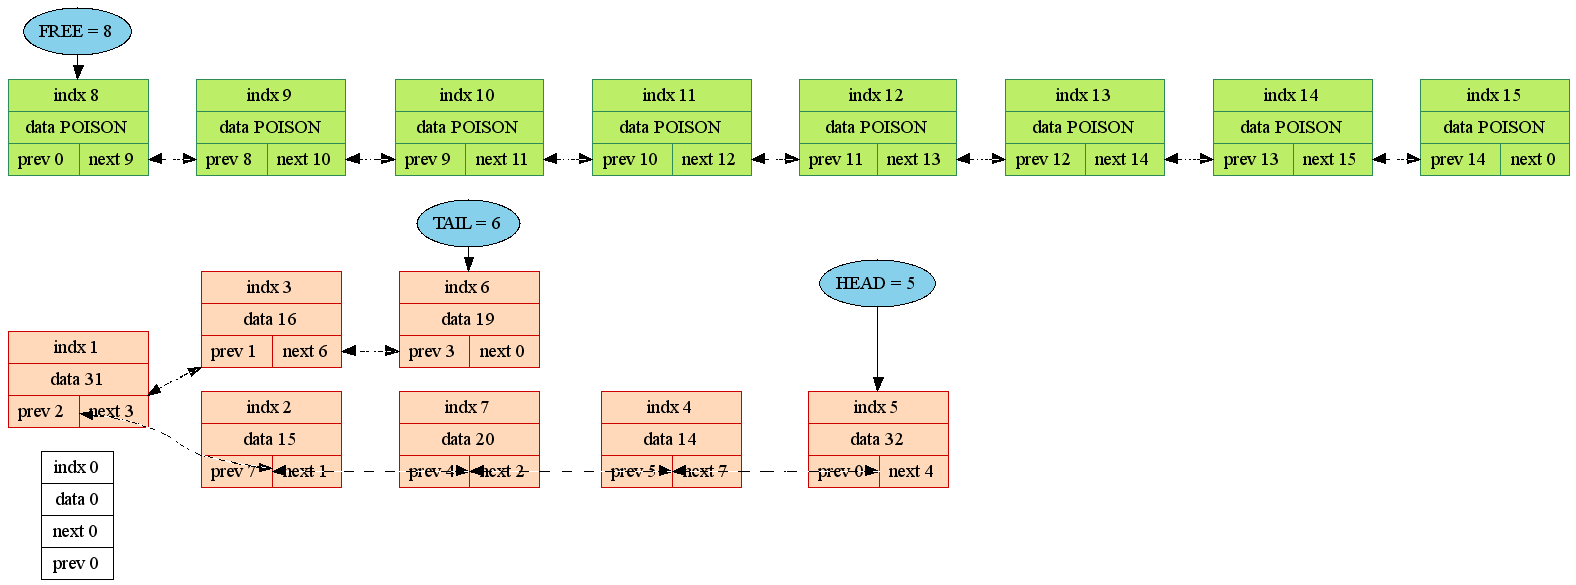 FREE = 8
indx 8
data POISON
prev 0 next 9
indx 9
data POISON
prev 8 next 10
indx 10
data POISON
prev 9 next 11
indx 11
data POISON
prev 10 next 12
indx 12
data POISON
prev 11 next 13
indx 13
data POISON
prev 12 next 14
indx 14
data POISON
prev 13 next 15
indx 15
data POISON
prev 14 next 0
TAIL = 6
HEAD = 5
indx 3
data 16
prev 1 next 6
indx 6
data 19
prev 3 next 0
indx 1
data 31
prev 2 next 3
indx 2
data 15
prev 7 next 1
indx 7
data 20
prev 4 next 2
indx 4
data 14
prev 5 next 7
indx 5
data 32
prev 0 next 4
indx 0
data 0
next 0
prev 0